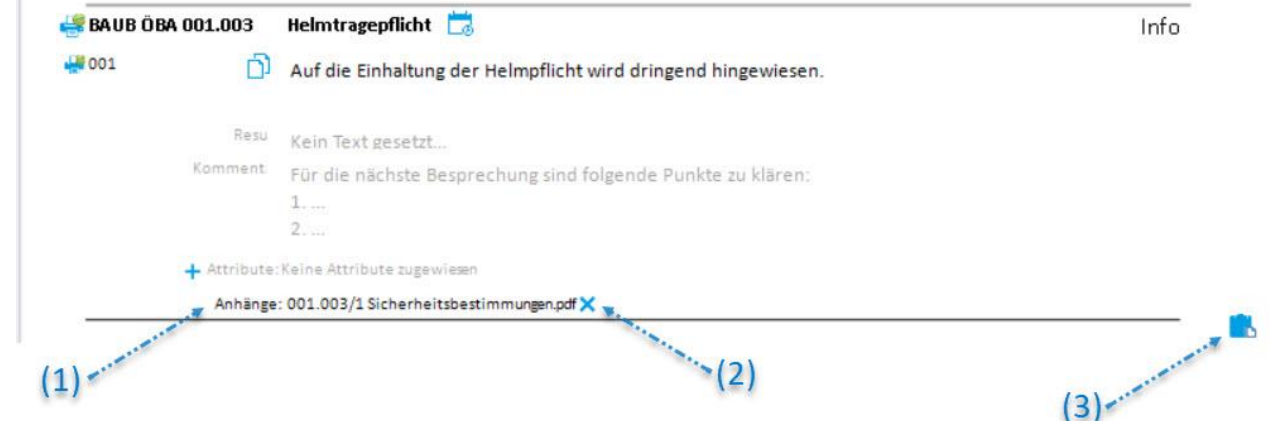 BAUB ÖBA 001.003 Helmtragepflicht Info
001 Auf die Einhaltung der Helmpflicht wird dringend hingewiesen.
Resu Kein Text gesetzt...
Komment. Für die nächste Besprechung sind folgende Punkte zu klären:
1. ...
2. ...
Attribute: Keine Attribute zugewiesen
Anhänge: 001.003/1 Sicherheitsbestimmungen.pdf
(1)
(2)
(3)